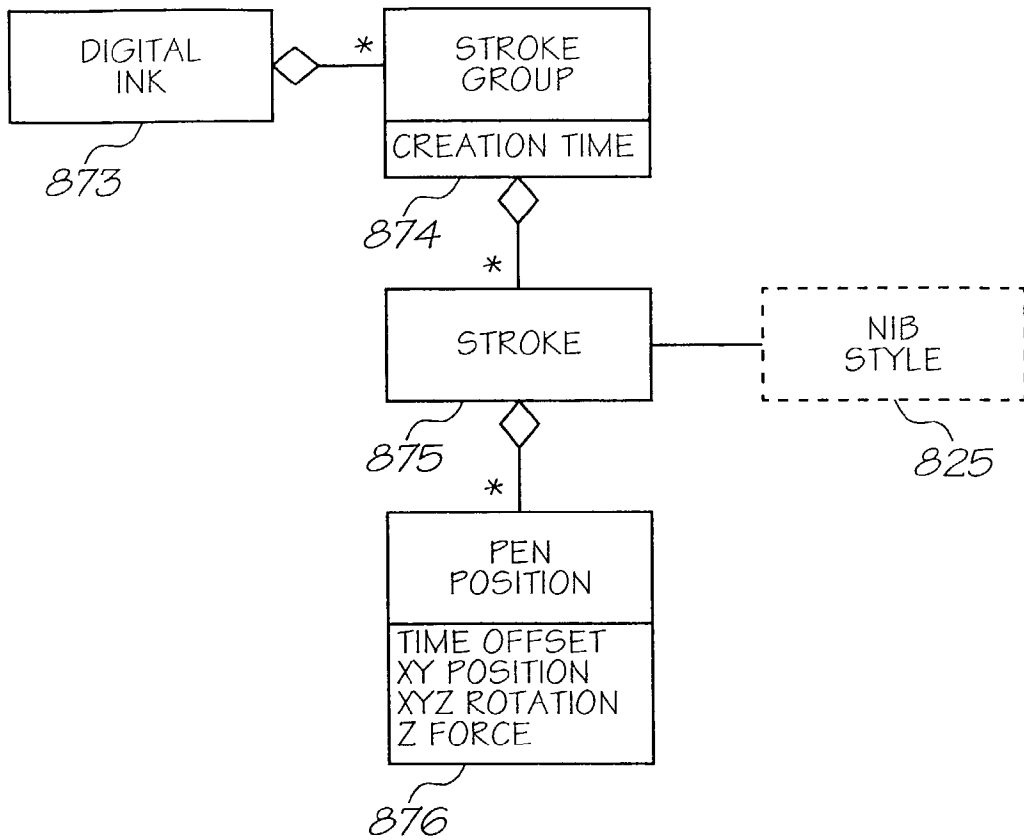 DIGITAL
INK
*
STROKE
GROUP
CREATION TIME
873
874
*
STROKE
NIB
STYLE
875
825
*
PEN
POSITION
TIME OFFSET
XY POSITION
XYZ ROTATION
Z FORCE
876